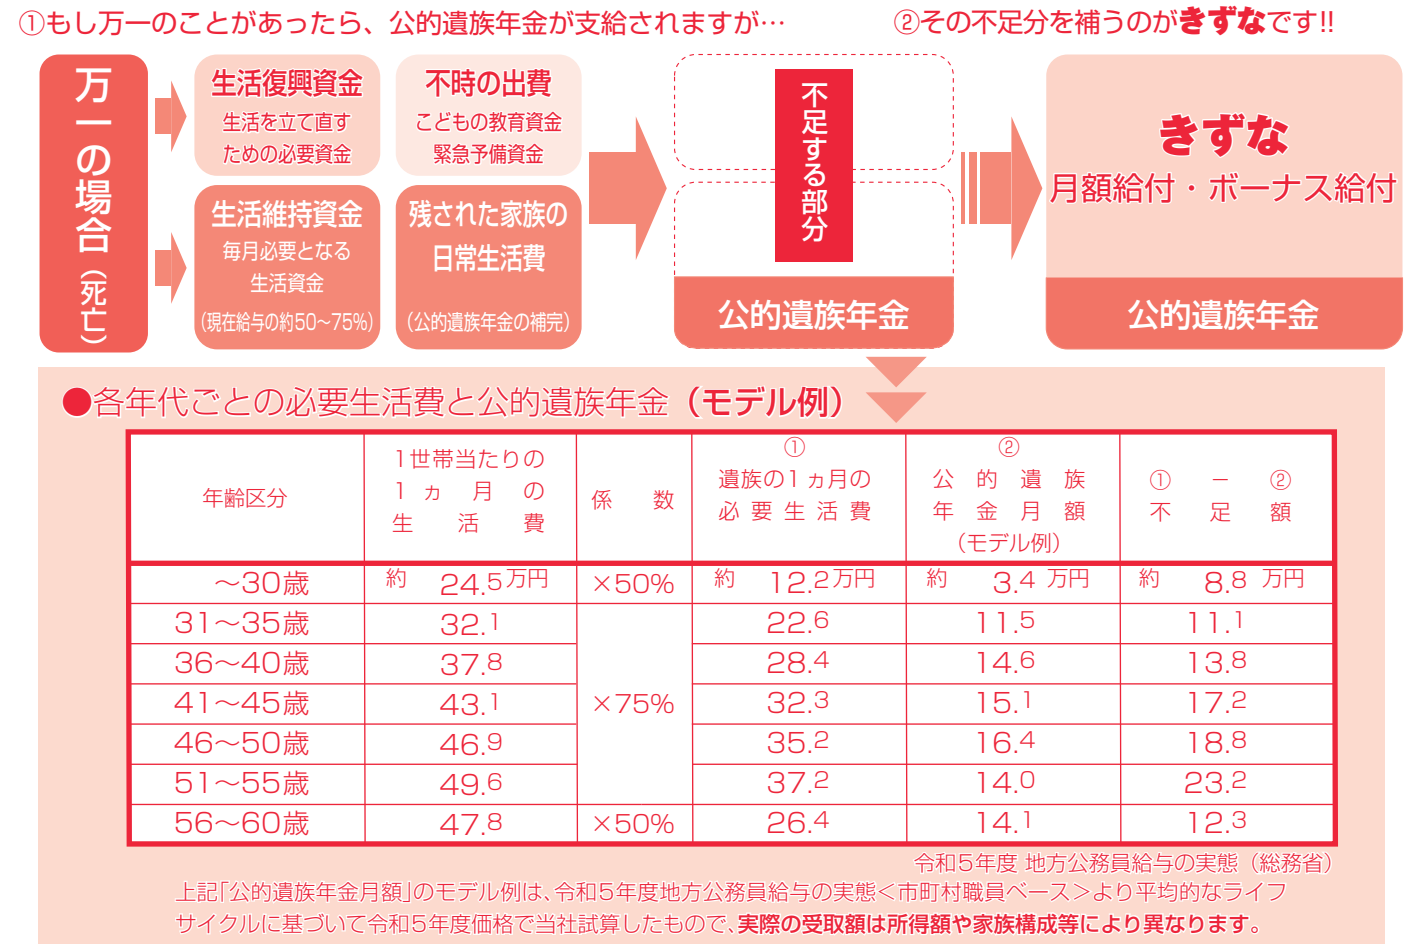 ①もし万一のことがあったら、公的遺族年金が支給されますが…
②その不足分を補うのがきずなです!!
万一の場合（死亡）
生活復興資金
生活を立て直す
ための必要資金
不時の出費
こどもの教育資金
緊急予備資金
生活維持資金
毎月必要となる
生活資金
（現在給与の約50～75%）
残された家族の
日常生活費
（公的遺族年金の補完）
不足する部分
公的遺族年金
きずな
月額給付・ボーナス給付
公的遺族年金
●各年代ごとの必要生活費と公的遺族年金（モデル例）
年齢区分
1世帯当たりの
1ヵ月の
生活費
係数
①
遺族の1ヵ月の
必要生活費
②
公的遺族
年金月額
（モデル例）
①－②
不足額
～30歳 約 24.5万円 ×50% 約 12.2万円 約 3.4万円 約 8.8万円
31～35歳 32.1 22.6 11.5 11.1
36～40歳 37.8 28.4 14.6 13.8
41～45歳 43.1 ×75% 32.3 15.1 17.2
46～50歳 46.9 35.2 16.4 18.8
51～55歳 49.6 37.2 14.0 23.2
56～60歳 47.8 ×50% 26.4 14.1 12.3
令和5年度 地方公務員給与の実態（総務省）
上記「公的遺族年金月額」のモデル例は、令和5年度地方公務員給与の実態＜市町村職員ベース＞より平均的なライフ
サイクルに基づいて令和5年度価格で当社試算したもので、実際の受取額は所得額や家族構成等により異なります。